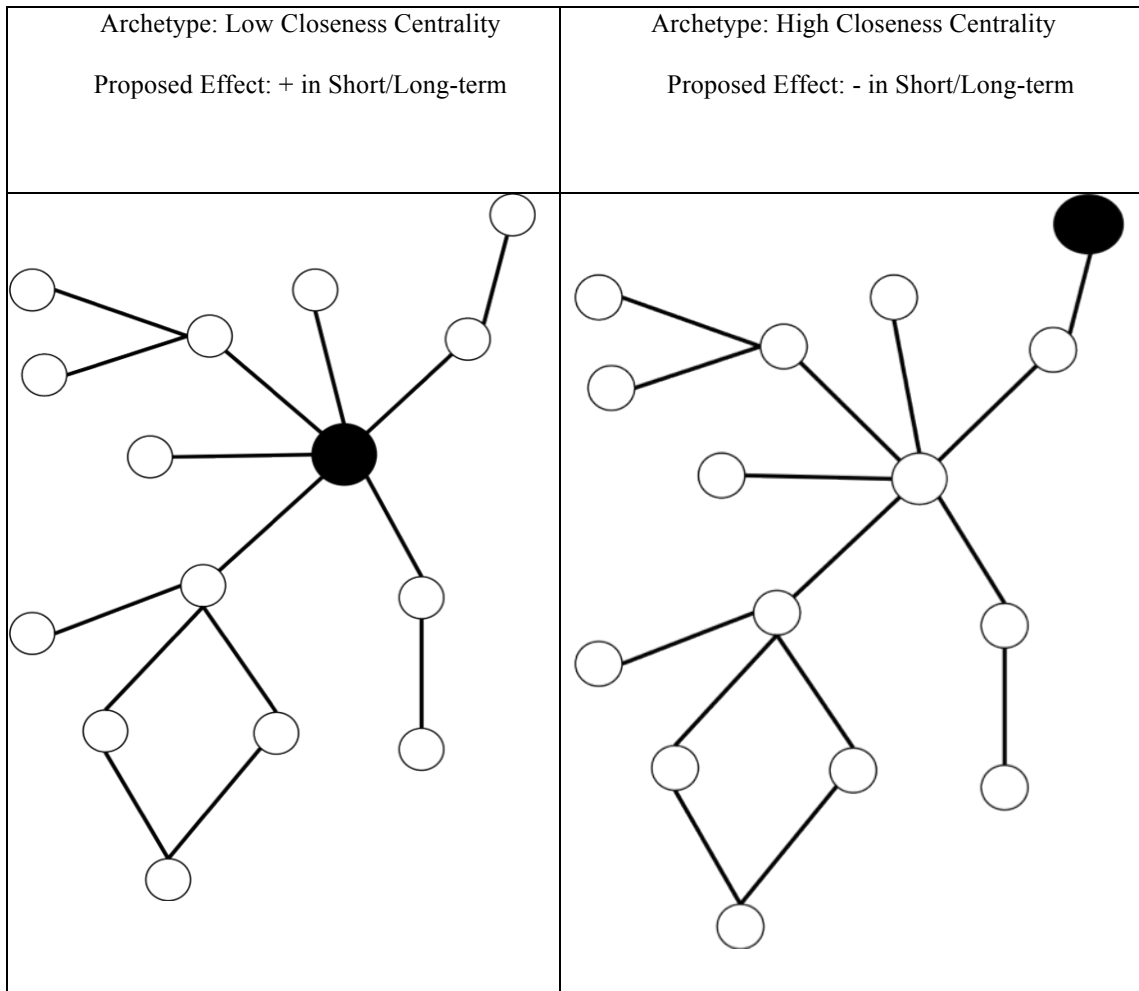 Archetype: Low Closeness Centrality
Proposed Effect: + in Short/Long-term
Archetype: High Closeness Centrality
Proposed Effect: - in Short/Long-term